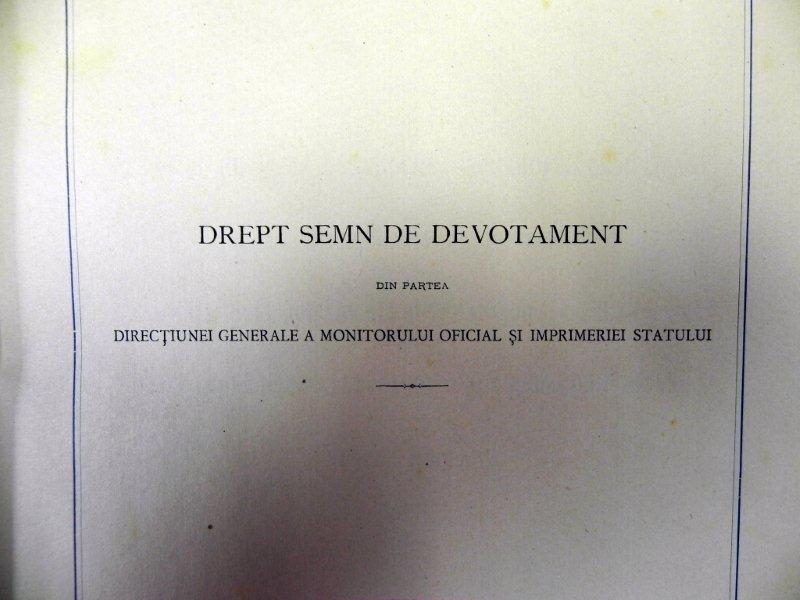 DREPT SEMN DE DEVOTAMENT
DIN PARTEA
DIRECŢIUNEI GENERALE A MONITORULUI OFICIAL ŞI IMPRIMERIEI STATULUI